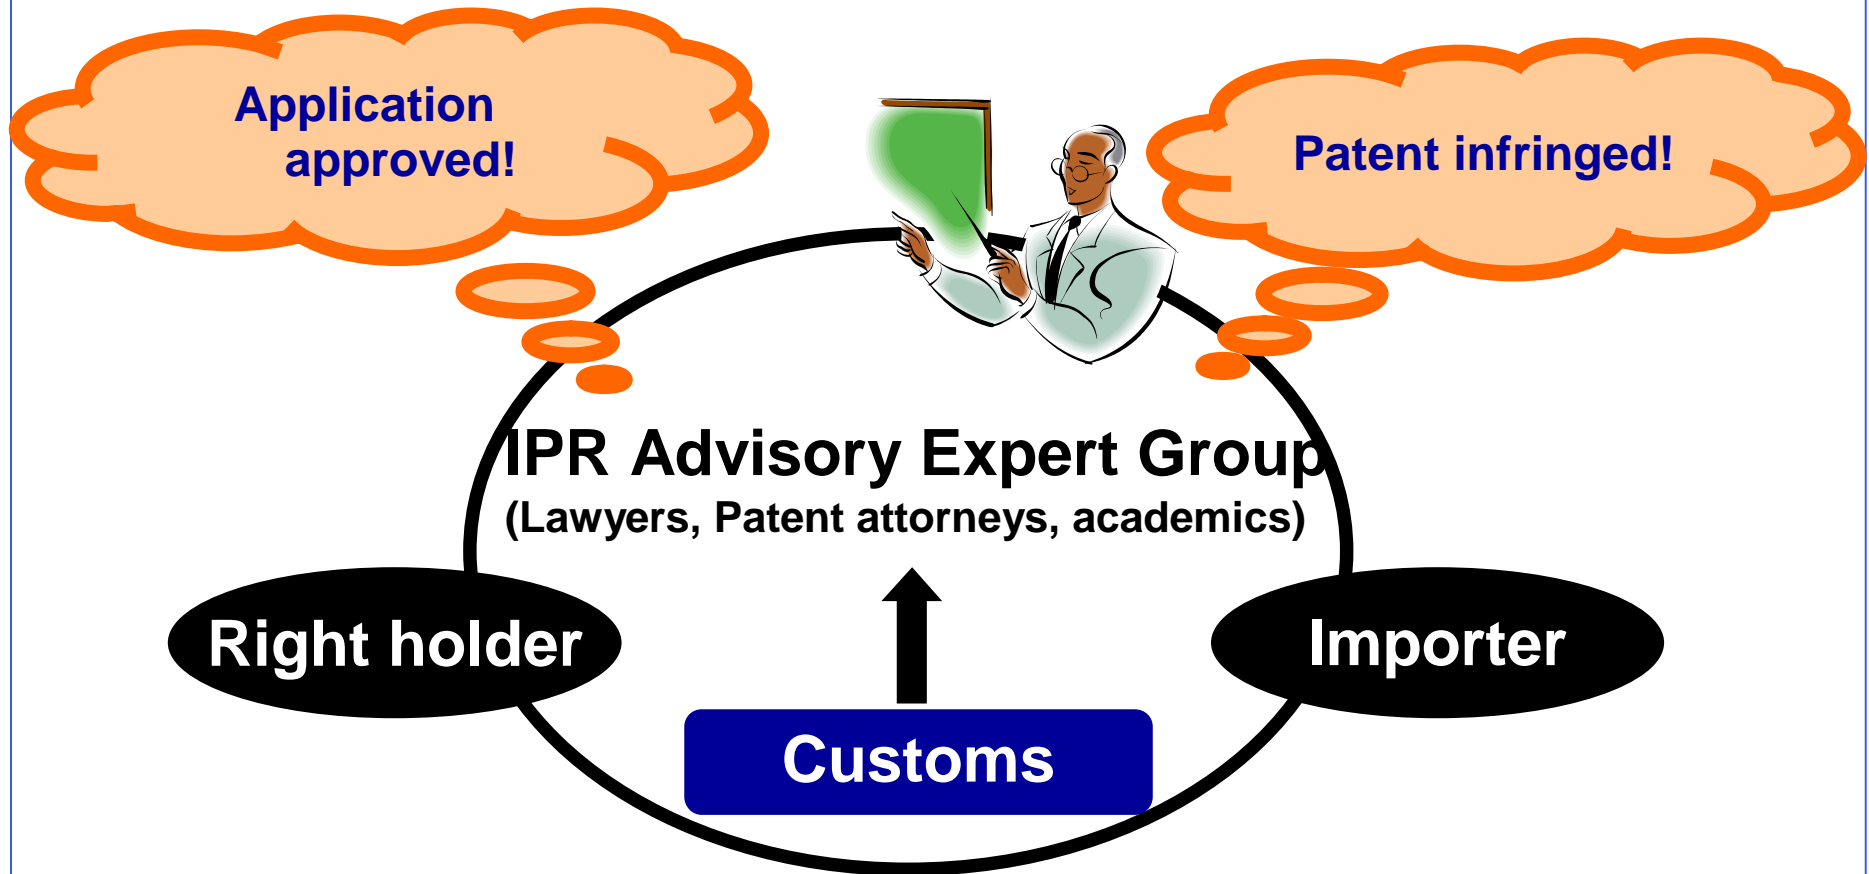 Application
approved!
Patent infringed!
IPR Advisory Expert Group
(Lawyers, Patent attorneys, academics)
Right holder
Importer
Customs